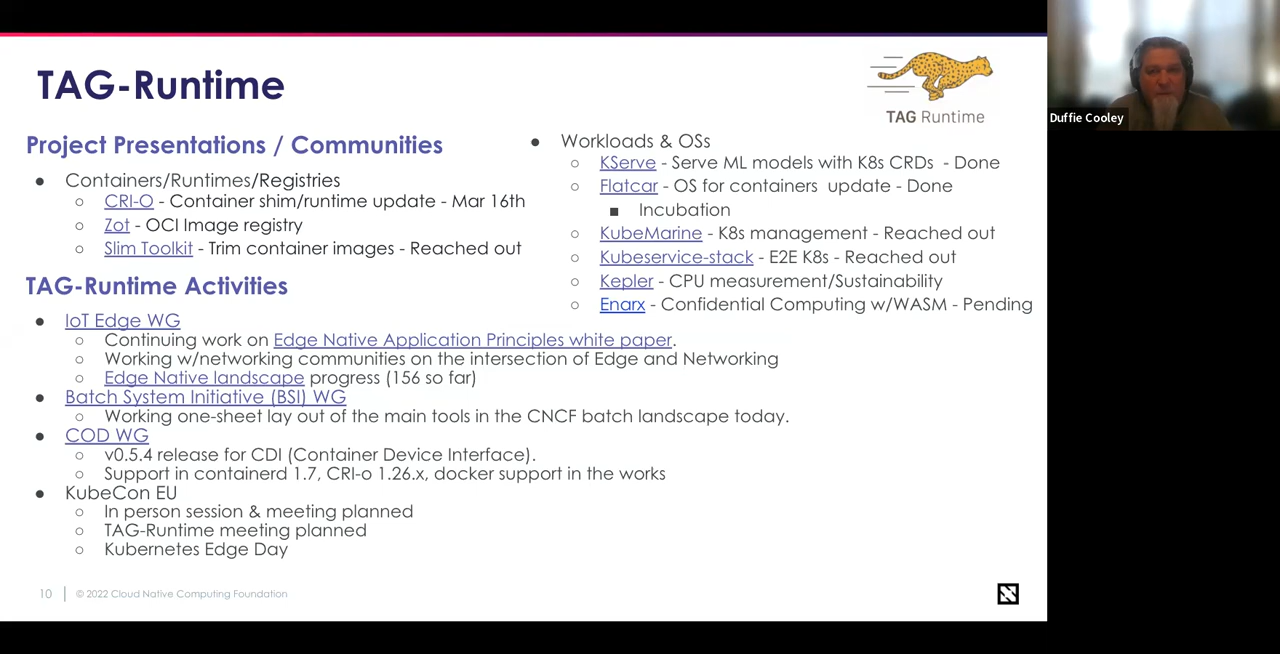 TAG-Runtime
TAG Runtime
Duffie Cooley
Project Presentations / Communities
● Containers/Runtimes/Registries
○ CRI-O - Container shim/runtime update - Mar 16th
○ Zot - OCI Image registry
○ Slim Toolkit - Trim container images - Reached out
● Workloads & OSs
○ KServe - Serve ML models with K8s CRDs - Done
○ Flatcar - OS for containers update - Done
■ Incubation
○ KubeMarine - K8s management - Reached out
○ Kubeservice-stack - E2E K8s - Reached out
○ Kepler - CPU measurement/Sustainability
○ Enarx - Confidential Computing w/WASM - Pending
TAG-Runtime Activities
● IoT Edge WG
○ Continuing work on Edge Native Application Principles white paper.
○ Working w/networking communities on the intersection of Edge and Networking
○ Edge Native landscape progress (156 so far)
● Batch System Initiative (BSI) WG
○ Working one-sheet lay out of the main tools in the CNCF batch landscape today.
● COD WG
○ v0.5.4 release for CDI (Container Device Interface).
○ Support in containerd 1.7, CRI-o 1.26.x, docker support in the works
● KubeCon EU
○ In person session & meeting planned
○ TAG-Runtime meeting planned
○ Kubernetes Edge Day
10 | © 2022 Cloud Native Computing Foundation